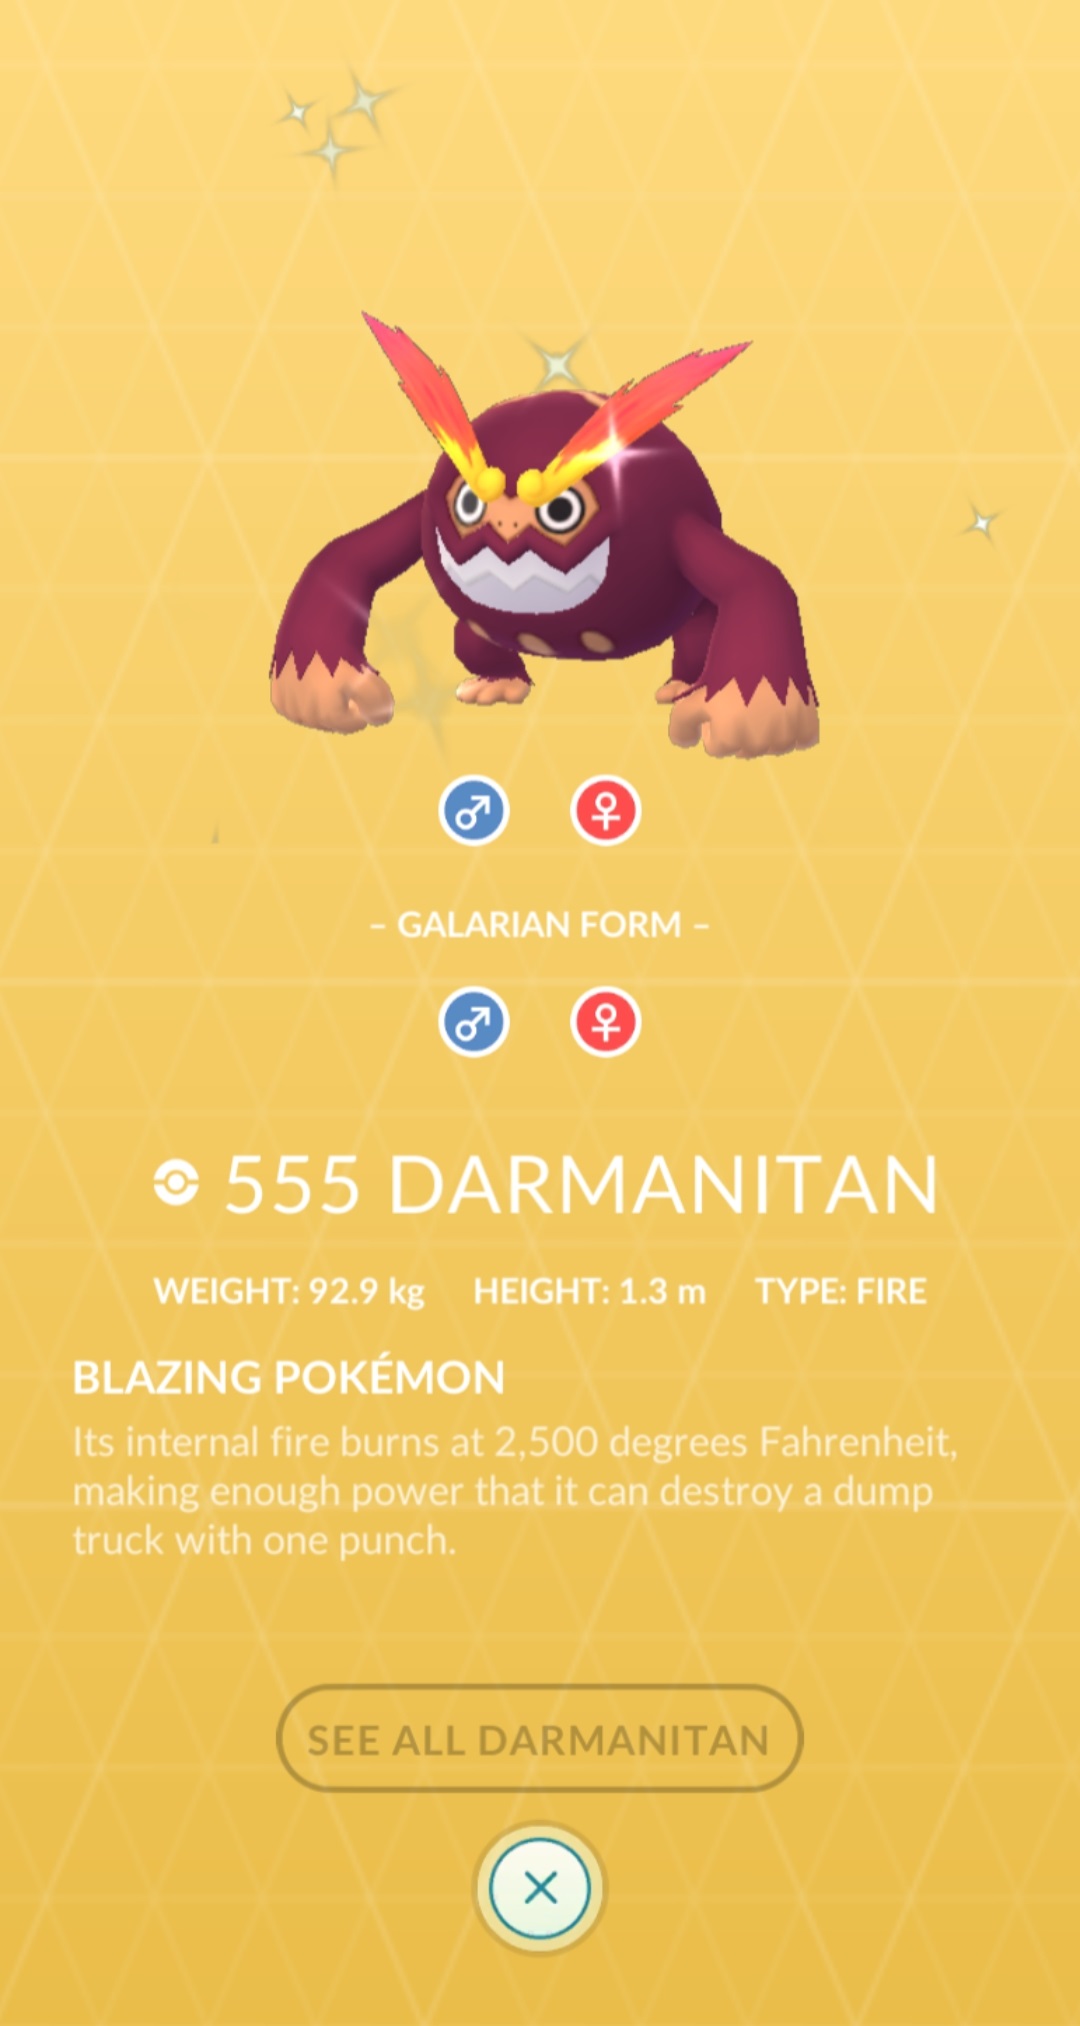 – GALARIAN FORM –
555 DARMANITAN
WEIGHT: 92.9 kg HEIGHT: 1.3 m TYPE: FIRE
BLAZING POKÉMON
Its internal fire burns at 2,500 degrees Fahrenheit,
making enough power that it can destroy a dump
truck with one punch.
SEE ALL DARMANITAN